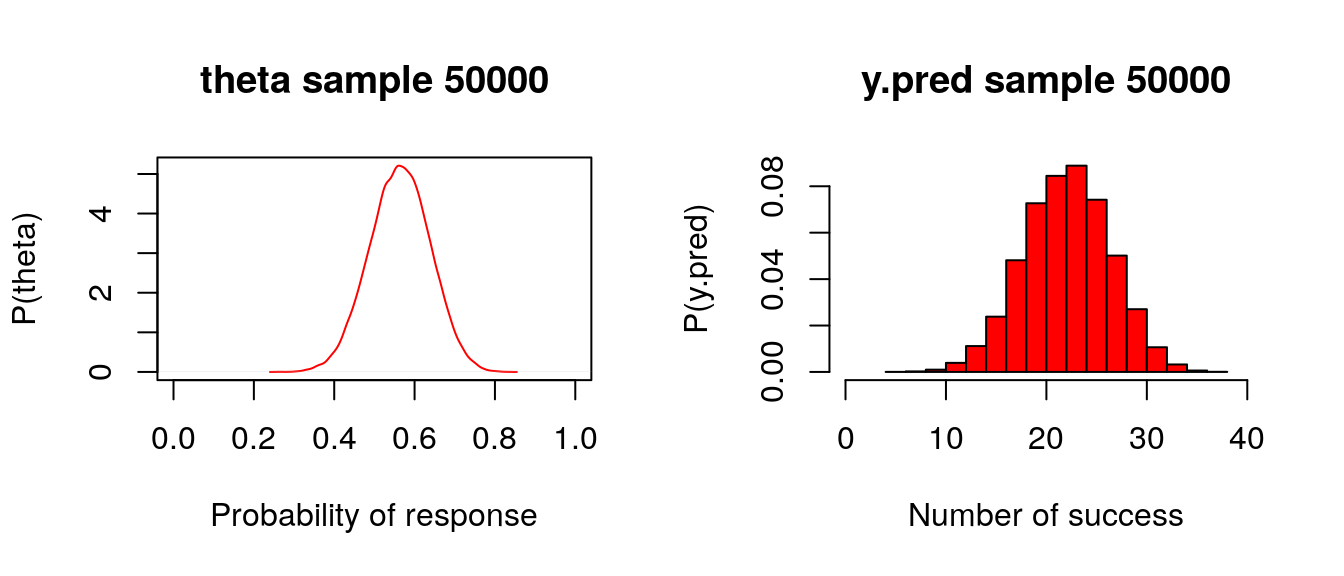 theta sample 50000
P(theta)
4
2
0
0.0 0.2 0.4 0.6 0.8 1.0
Probability of response
y.pred sample 50000
P(y.pred)
0.08
0.04
0.00
0 10 20 30 40
Number of success